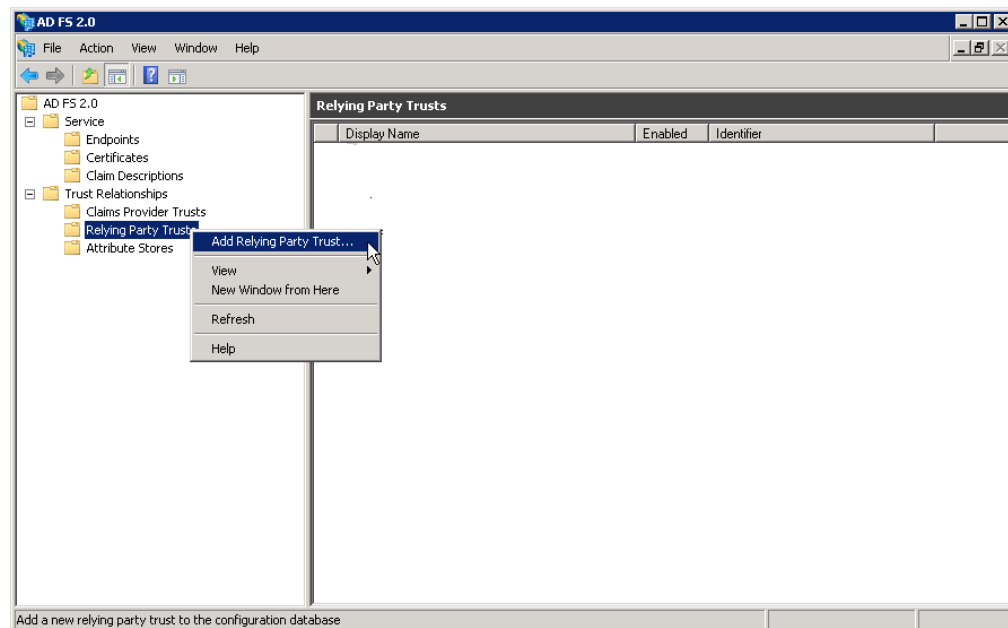 AD FS 2.0
File Action View Window Help
AD FS 2.0
Service
Endpoints
Certificates
Claim Descriptions
Trust Relationships
Claims Provider Trusts
Relying Party Trusts
Attribute Stores
Relying Party Trusts
Display Name Enabled Identifier
Add Relying Party Trust...
View
New Window from Here
Refresh
Help
Add a new relying party trust to the configuration database